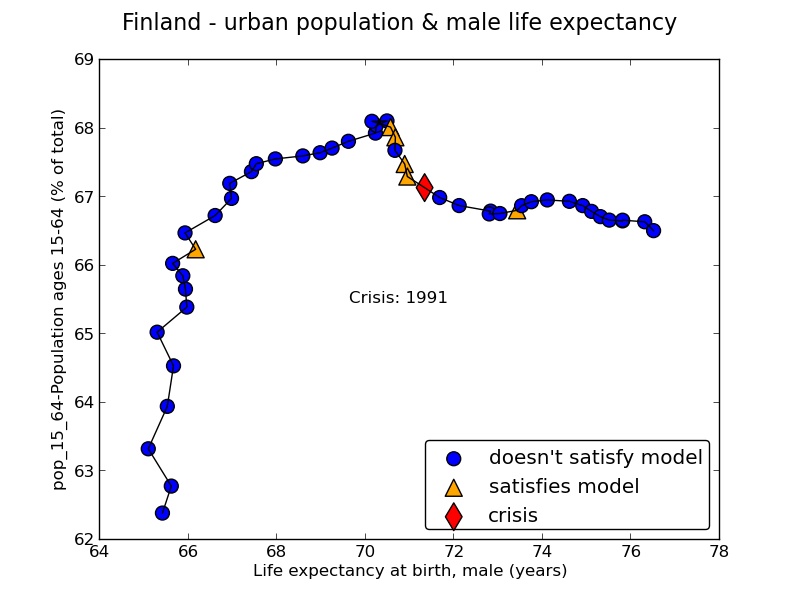 Finland - urban population & male life expectancy
69
68
67
66
65
64
63
62
pop_15_64-Population ages 15-64 (% of total)
Crisis: 1991
doesn't satisfy model
satisfies model
crisis
64 66 68 70 72 74 76 78
Life expectancy at birth, male (years)